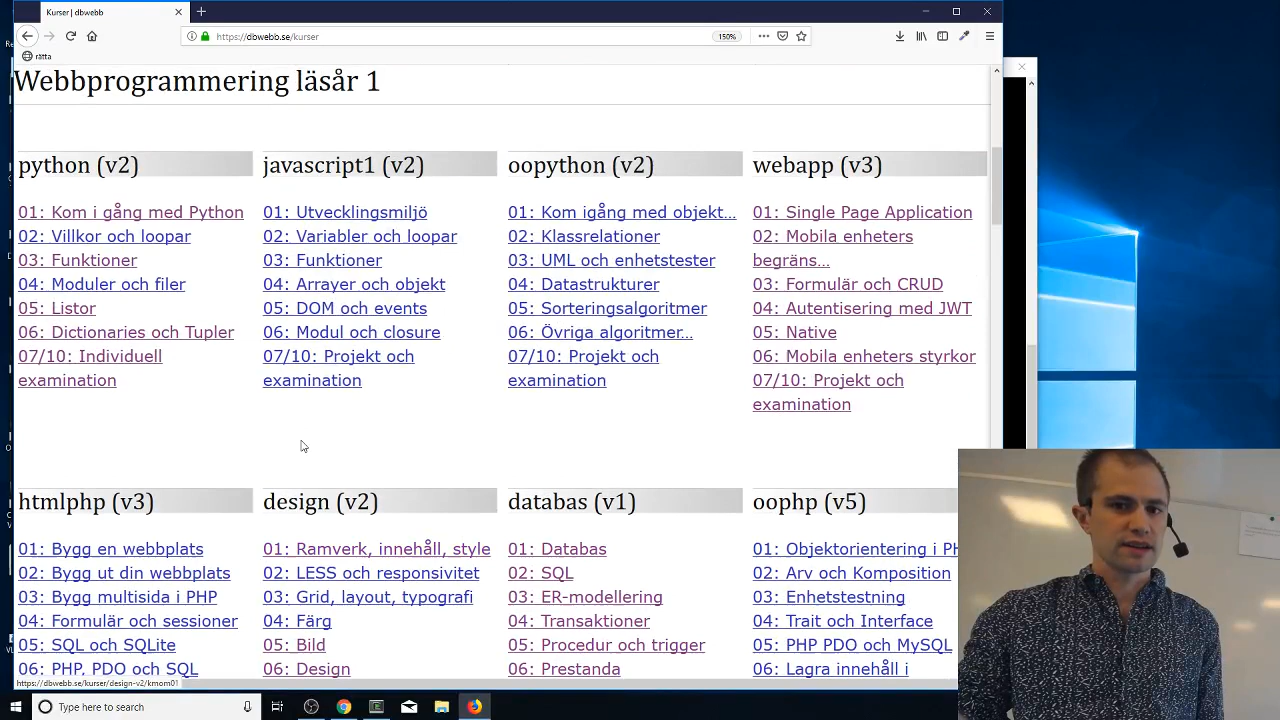 Kurser | dbwebb
https://dbwebb.se/kurser
150%
rätta
Webbprogrammering läsår 1
python (v2)
01: Kom i gång med Python
02: Villkor och loopar
03: Funktioner
04: Moduler och filer
05: Listor
06: Dictionaries och Tupler
07/10: Individuell
examination
javascript1 (v2)
01: Utvecklingsmiljö
02: Variabler och loopar
03: Funktioner
04: Arrayer och objekt
05: DOM och events
06: Modul och closure
07/10: Projekt och
examination
oopython (v2)
01: Kom igång med objekt...
02: Klassrelationer
03: UML och enhetstester
04: Datastrukturer
05: Sorteringsalgoritmer
06: Övriga algoritmer...
07/10: Projekt och
examination
webapp (v3)
01: Single Page Application
02: Mobila enheters
begräns...
03: Formulär och CRUD
04: Autentisering med JWT
05: Native
06: Mobila enheters styrkor
07/10: Projekt och
examination
htmlphp (v3)
01: Bygg en webbplats
02: Bygg ut din webbplats
03: Bygg multisida i PHP
04: Formulär och sessioner
05: SQL och SQLite
06: PHP, PDO och SQL
design (v2)
01: Ramverk, innehåll, style
02: LESS och responsivitet
03: Grid, layout, typografi
04: Färg
05: Bild
06: Design
databas (v1)
01: Databas
02: SQL
03: ER-modellering
04: Transaktioner
05: Procedur och trigger
06: Prestanda
oophp (v5)
01: Objektorientering i PH
02: Arv och Komposition
03: Enhetstestning
04: Trait och Interface
05: PHP PDO och MySQL
06: Lagra innehåll i
https://dbwebb.se/kurser/design-v2/kmom01
Type here to search